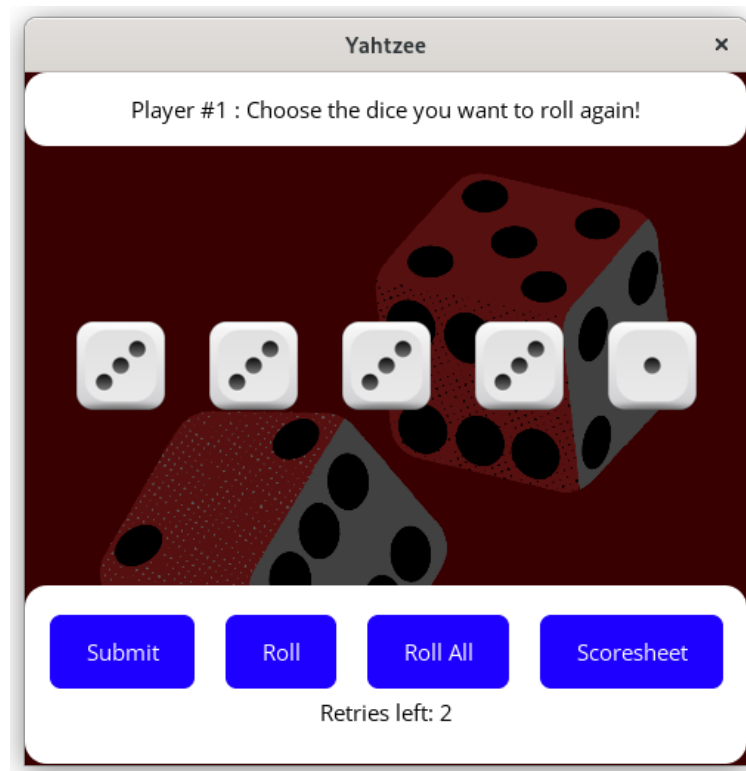 Yahtzee ×
Player #1 : Choose the dice you want to roll again!
Submit Roll Roll All Scoresheet
Retries left: 2